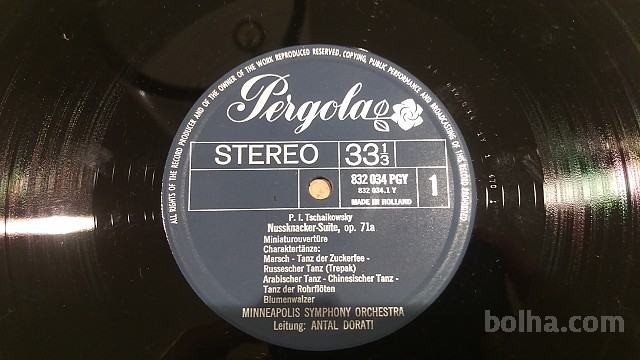 ALL RIGHTS OF THE RECORD PRODUCER AND OF THE OWNER OF THE WORK REPRODUCED RESERVED. COPYING, PUBLIC PERFORMANCE AND BROADCASTING OF THIS RECORD PROHIBITED
Pergola
STEREO 33 1/3
832 034 PGY
832 034.1 Y
MADE IN HOLLAND
1
P. I. Tschaikowsky
Nussknacker-Suite, op. 71a
Miniaturouvertüre
Charaktertänze:
Marsch - Tanz der Zuckerfee -
Russescher Tanz (Trepak)
Arabischer Tanz - Chinesischer Tanz -
Tanz der Rohrflöten
Blumenwalzer
MINNEAPOLIS SYMPHONY ORCHESTRA
Leitung: ANTAL DORATI
bolha.com